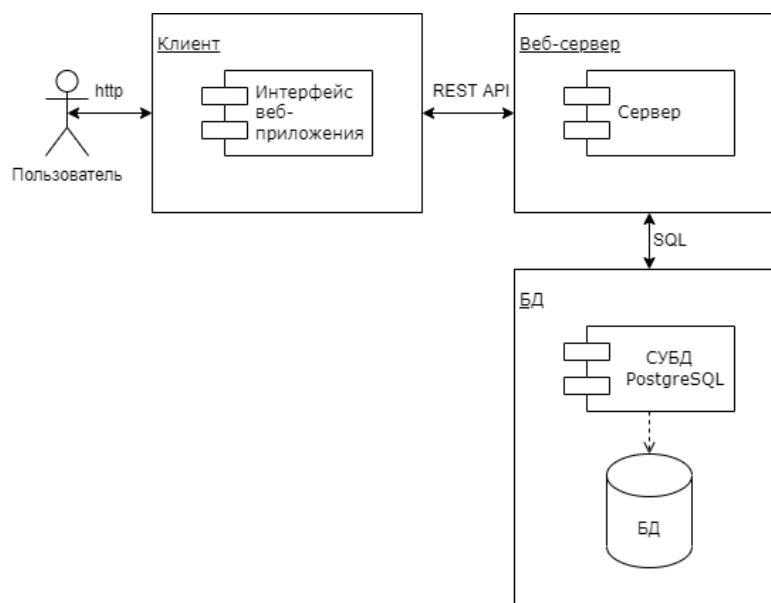 Клиент
Веб-сервер
http
Интерфейс
веб-
приложения
REST API
Сервер
Пользователь
SQL
БД
СУБД
PostgreSQL
БД